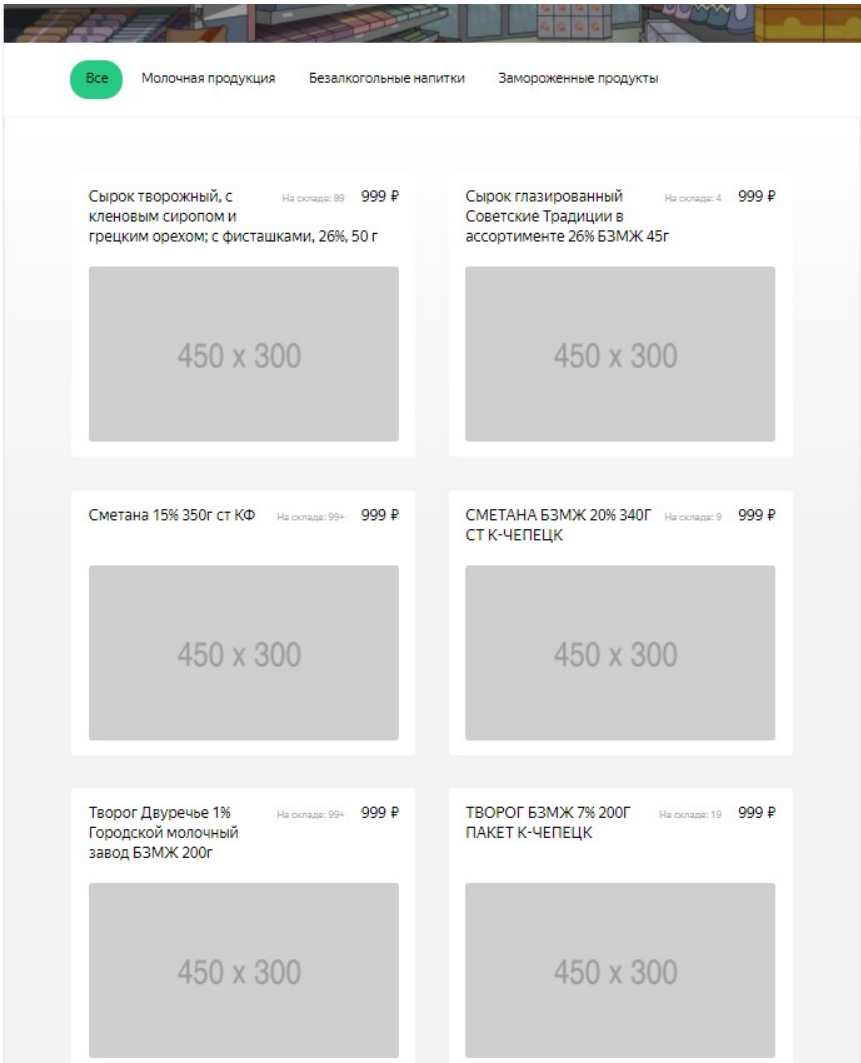 Все Молочная продукция Безалкогольные напитки Замороженные продукты
Сырок творожный, с На складе: 89 999 ₽
кленовым сиропом и
грецким орехом; с фисташками, 26%, 50 г
450 x 300
Сырок глазированный На складе: 4 999 ₽
Советские Традиции в
ассортименте 26% БЗМЖ 45г
450 x 300
Сметана 15% 350г ст КФ На складе: 99+ 999 ₽
450 x 300
СМЕТАНА БЗМЖ 20% 340Г На складе: 9 999 ₽
СТ К-ЧЕПЕЦК
450 x 300
Творог Двуречье 1% На складе: 99+ 999 ₽
Городской молочный
завод БЗМЖ 200г
450 x 300
ТВОРОГ БЗМЖ 7% 200Г На складе: 19 999 ₽
ПАКЕТ К-ЧЕПЕЦК
450 x 300